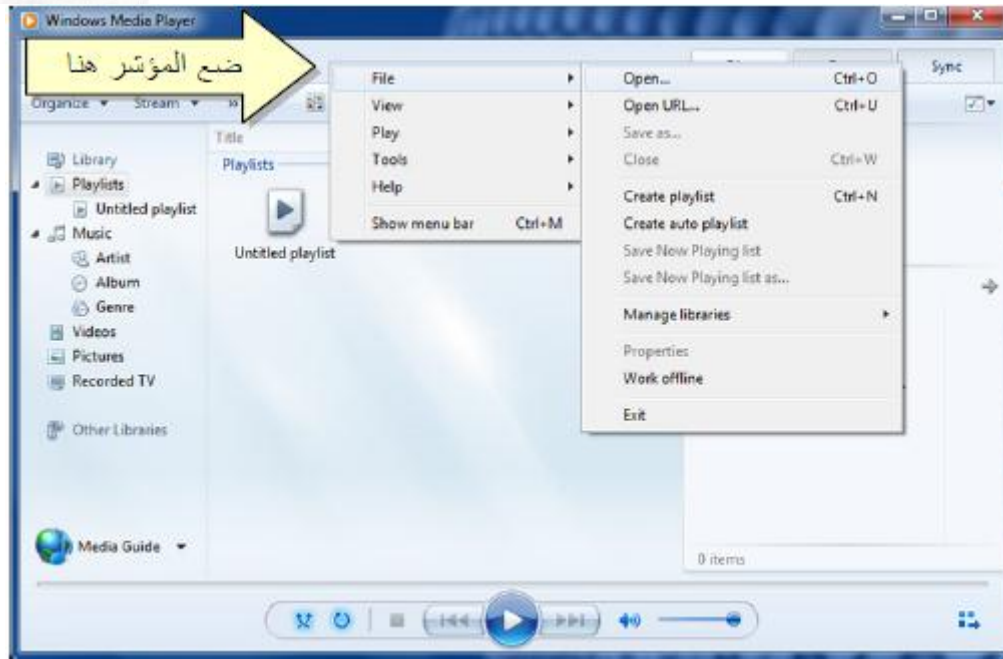 Windows Media Player
ضع المؤشر هنا
Sync
Organize
Stream
»
Title
Library
Playlists
Untitled playlist
Music
Artist
Album
Genre
Videos
Pictures
Recorded TV
Other Libraries
Media Guide
Playlists
Untitled playlist
File
View
Play
Tools
Help
Show menu bar Ctrl+M
Open... Ctrl+O
Open URL... Ctrl+U
Save as...
Close Ctrl+W
Create playlist Ctrl+N
Create auto playlist
Save Now Playing list
Save Now Playing list as...
Manage libraries
Properties
Work offline
Exit
0 items